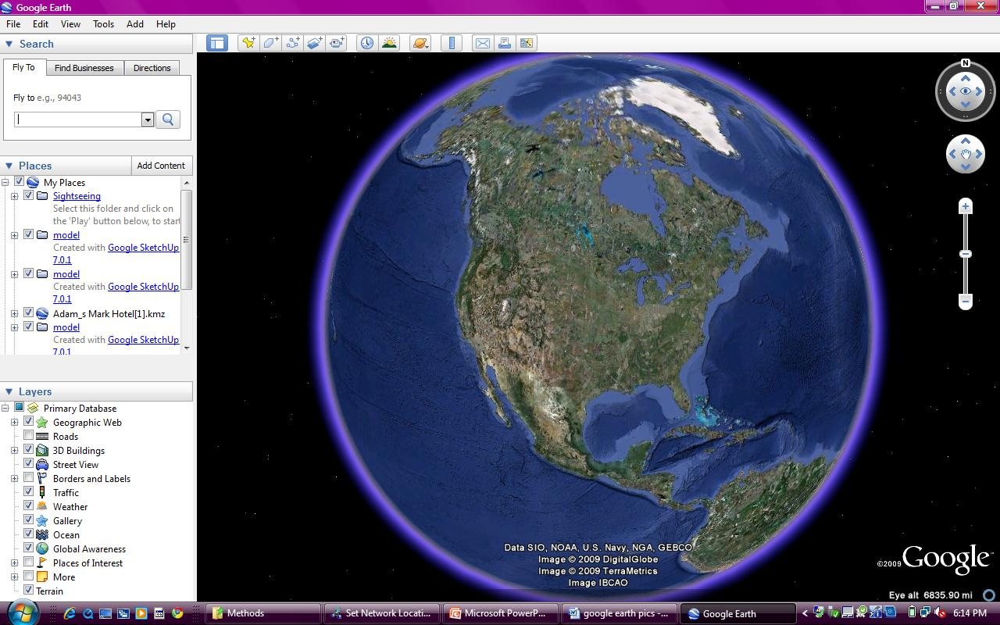 Google Earth
File Edit View Tools Add Help
Search
Fly To Find Businesses Directions
Fly to e.g., 94043
Places Add Content
My Places
Sightseeing
Select this folder and click on
the 'Play' button below, to start
model
Created with Google SketchUp
7.0.1
model
Created with Google SketchUp
7.0.1
Adam_s Mark Hotel[1].kmz
model
Created with Google SketchUp
7.0.1
Layers
Primary Database
Geographic Web
Roads
3D Buildings
Street View
Borders and Labels
Traffic
Weather
Gallery
Ocean
Global Awareness
Places of Interest
More
Terrain
N
Data SIO, NOAA, U.S. Navy, NGA, GEBCO
Image © 2009 DigitalGlobe
Image © 2009 TerraMetrics
Image IBCAO
©2009 Google™
Eye alt 6835.90 mi
Methods
Set Network Locati...
Microsoft PowerP...
google earth pics -...
Google Earth
6:14 PM